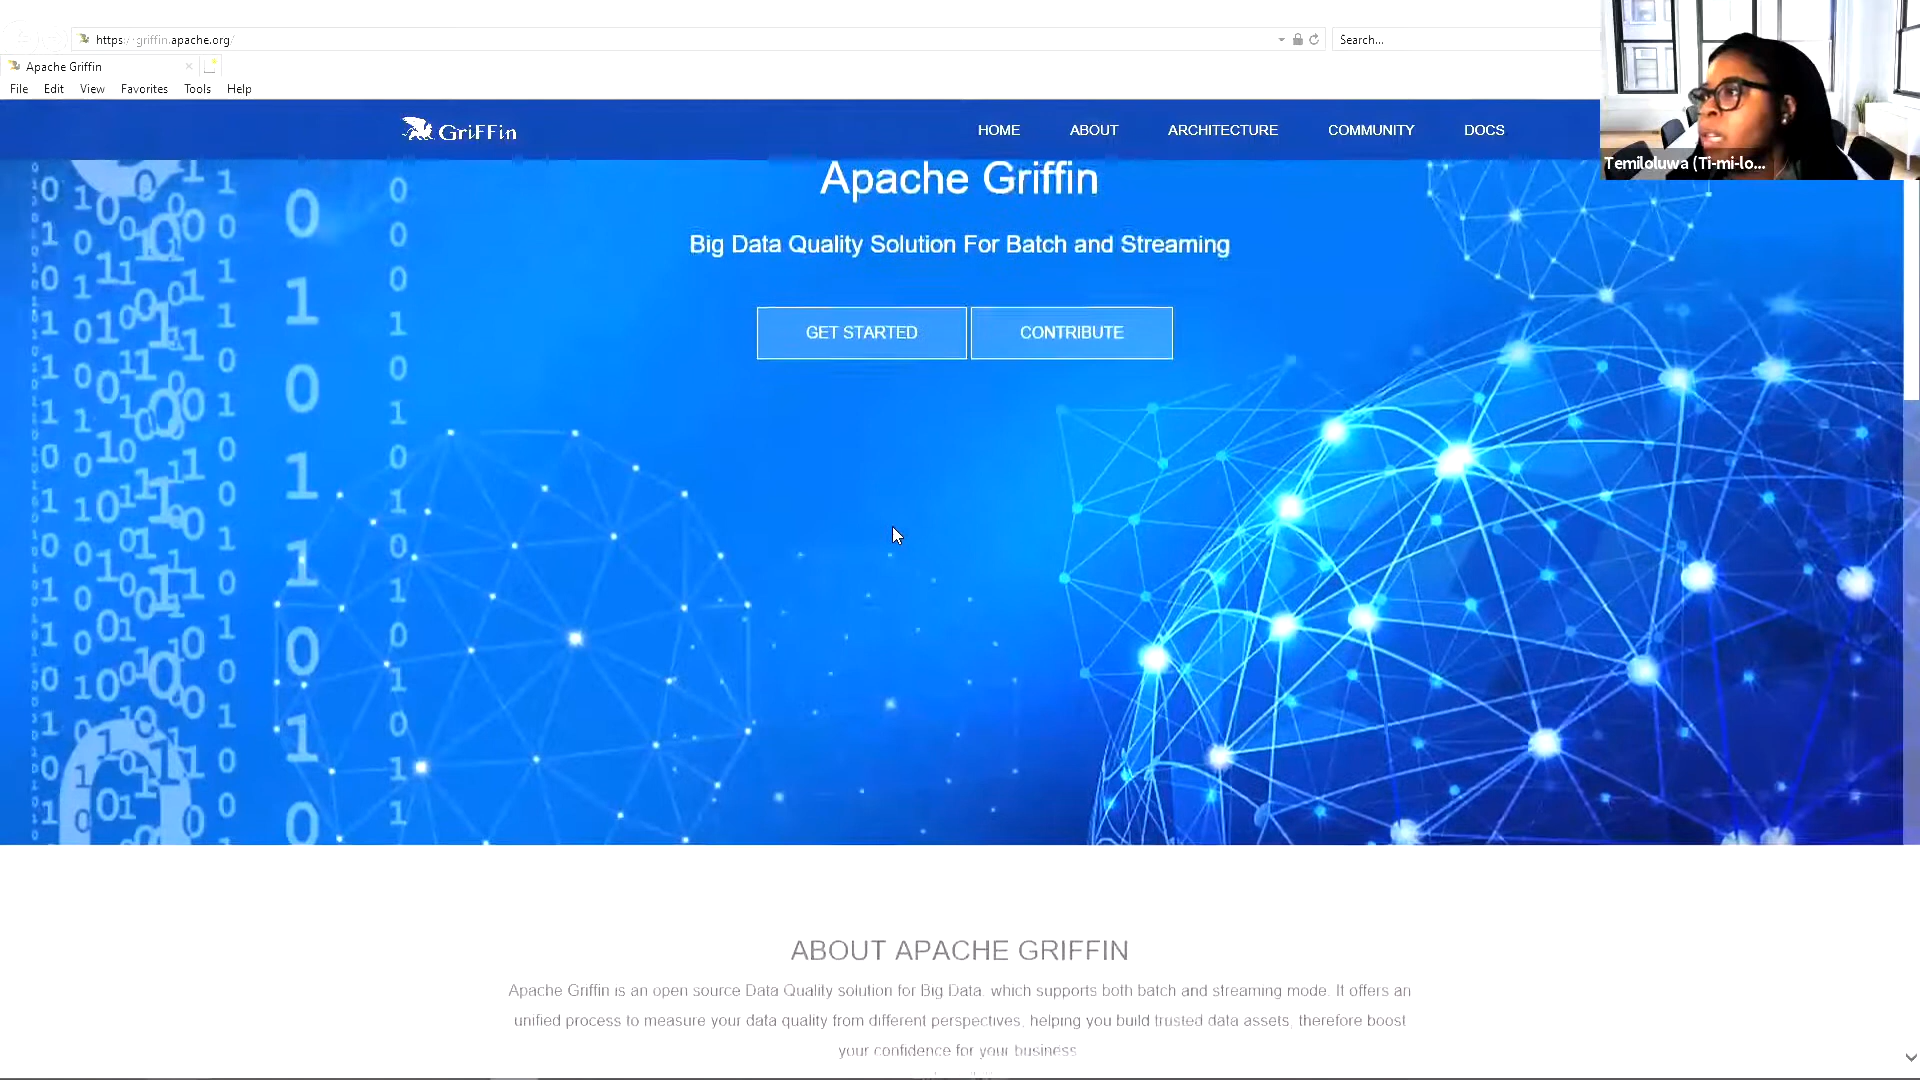 https://griffin.apache.org/
Search...
Apache Griffin
File Edit View Favorites Tools Help
GriFFin
HOME ABOUT ARCHITECTURE COMMUNITY DOCS
Temiloluwa (Ti-mi-lo...
Apache Griffin
Big Data Quality Solution For Batch and Streaming
GET STARTED CONTRIBUTE
ABOUT APACHE GRIFFIN
Apache Griffin is an open source Data Quality solution for Big Data, which supports both batch and streaming mode. It offers an
unified process to measure your data quality from different perspectives, helping you build trusted data assets, therefore boost
your confidence for your business